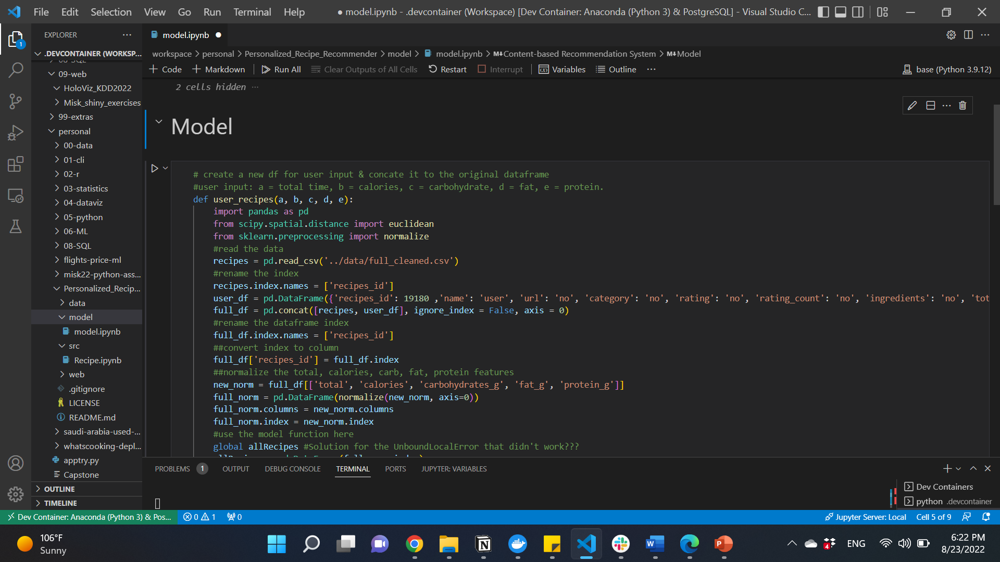 File Edit Selection View Go Run Terminal Help
● model.ipynb - .devcontainer (Workspace) [Dev Container: Anaconda (Python 3) & PostgreSQL] - Visual Studio C...
EXPLORER ...
1
.DEVCONTAINER (WORKSP...
08-SQL
09-web
HoloViz_KDD2022
Misk_shiny_exercises
99-extras
personal
00-data
01-cli
02-r
03-statistics
04-dataviz
05-python
06-ML
08-SQL
flights-price-ml
misk22-python-ass...
Personalized_Recip...
data
model
model.ipynb
src
Recipe.ipynb
web
.gitignore
LICENSE
README.md
saudi-arabia-used-...
whatscooking-depl...
apptry.py
Capstone
OUTLINE
TIMELINE
model.ipynb ●
workspace > personal > Personalized_Recipe_Recommender > model > model.ipynb > M↓Content-based Recommendation System > M↓Model
+ Code + Markdown Run All Clear Outputs of All Cells Restart Interrupt Variables Outline ...
base (Python 3.9.12)
2 cells hidden ...
Model
# create a new df for user input & concate it to the original dataframe
#user input: a = total time, b = calories, c = carbohydrate, d = fat, e = protein.
def user_recipes(a, b, c, d, e):
import pandas as pd
from scipy.spatial.distance import euclidean
from sklearn.preprocessing import normalize
#read the data
recipes = pd.read_csv('../data/full_cleaned.csv')
#rename the index
recipes.index.names = ['recipes_id']
user_df = pd.DataFrame({'recipes_id': 19180 ,'name': 'user', 'url': 'no', 'category': 'no', 'rating': 'no', 'rating_count': 'no', 'ingredients': 'no', 'tot
full_df = pd.concat([recipes, user_df], ignore_index = False, axis = 0)
#rename the dataframe index
full_df.index.names = ['recipes_id']
##convert index to column
full_df['recipes_id'] = full_df.index
##normalize the total, calories, carb, fat, protein features
new_norm = full_df[['total', 'calories', 'carbohydrates_g', 'fat_g', 'protein_g']]
full_norm = pd.DataFrame(normalize(new_norm, axis=0))
full_norm.columns = new_norm.columns
full_norm.index = new_norm.index
#use the model function here
global allRecipes #Solution for the UnboundLocalError that didn't work???
PROBLEMS 1 OUTPUT DEBUG CONSOLE TERMINAL PORTS JUPYTER: VARIABLES
Dev Containers
python .devcontainer
Dev Container: Anaconda (Python 3) & Pos... 0 1 0
Jupyter Server: Local Cell 5 of 9
106°F
Sunny
4
ENG
6:22 PM
8/23/2022